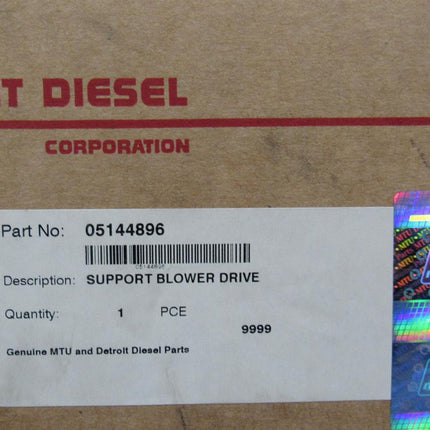 T DIESEL
CORPORATION
Part No: 05144896
05144896
Description: SUPPORT BLOWER DRIVE
Quantity: 1 PCE
9999
Genuine MTU and Detroit Diesel Parts